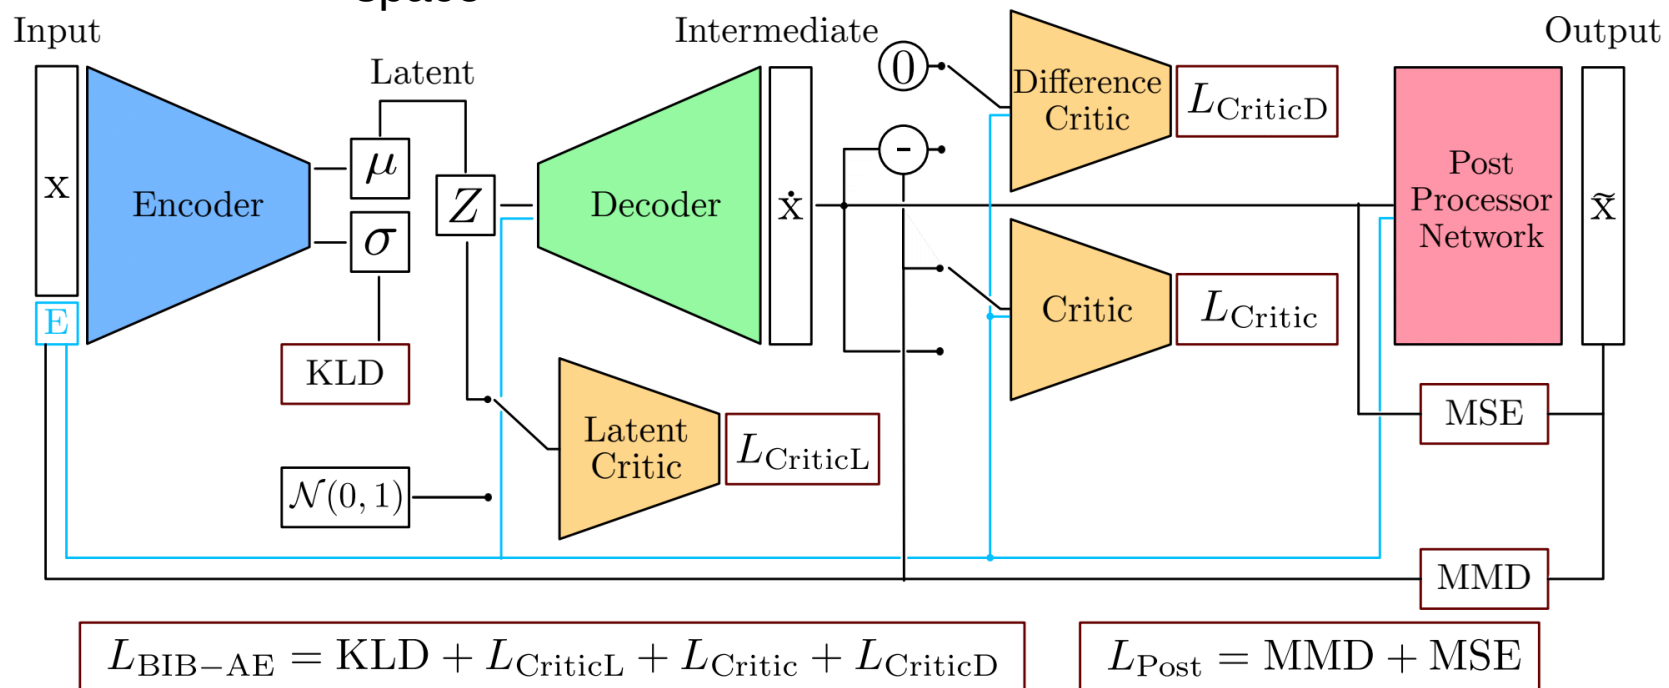 space
Input
Latent
Intermediate
Output
x
E
Encoder
μ
σ
KLD
Z
𝒩(0, 1)
Decoder
ẋ
Latent
Critic
L_CriticL
0
-
Difference
Critic
L_CriticD
Critic
L_Critic
Post
Processor
Network
x̃
MSE
MMD
L_BIB−AE = KLD + L_CriticL + L_Critic + L_CriticD
L_Post = MMD + MSE